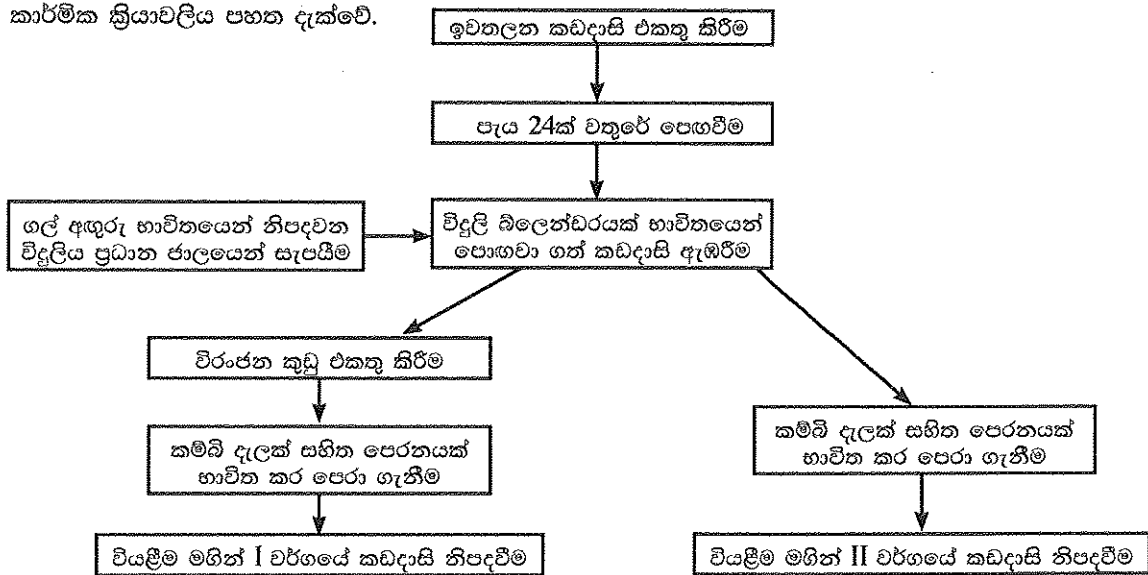 කාර්මික ක්‍රියාවලිය පහත දැක්වේ.
ඉවතලන කඩදාසි එකතු කිරීම
පැය 24ක් වතුරේ පෙඟවීම
ගල් අඟුරු භාවිතයෙන් නිපදවන
විදුලිය ප්‍රධාන ජාලයෙන් සැපයීම
විදුලි බ්ලෙන්ඩරයක් භාවිතයෙන්
පොඟවා ගත් කඩදාසි ඇඹරීම
විරංජන කුඩු එකතු කිරීම
කම්බි දැලක් සහිත පෙරනයක්
භාවිත කර පෙරා ගැනීම
කම්බි දැලක් සහිත පෙරනයක්
භාවිත කර පෙරා ගැනීම
වියළීම මගින් I වර්ගයේ කඩදාසි නිපදවීම
වියළීම මගින් II වර්ගයේ කඩදාසි නිපදවීම